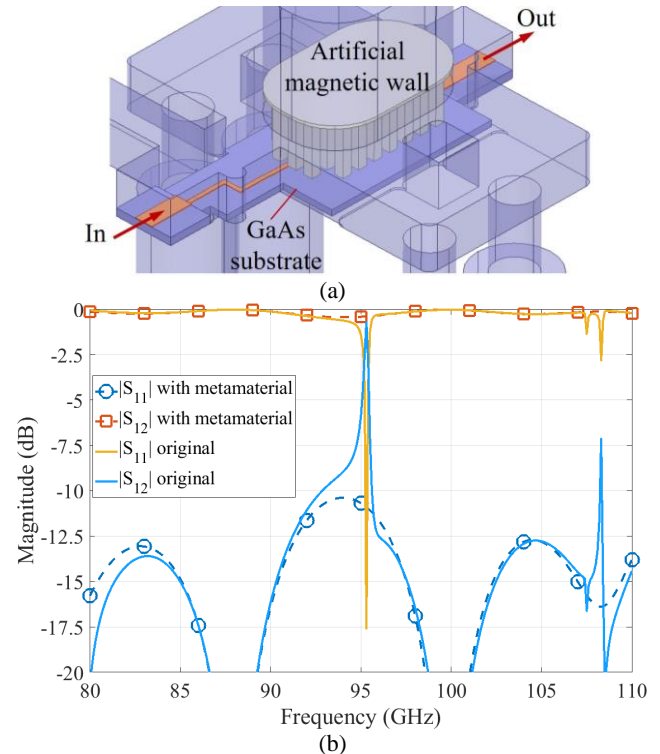 Out
Artificial
magnetic wall
In
GaAs
substrate
(a)
0
-2.5
-5
-7.5
-10
-12.5
-15
-17.5
-20
Magnitude (dB)
|S11| with metamaterial
|S12| with metamaterial
|S11| original
|S12| original
80 85 90 95 100 105 110
Frequency (GHz)
(b)